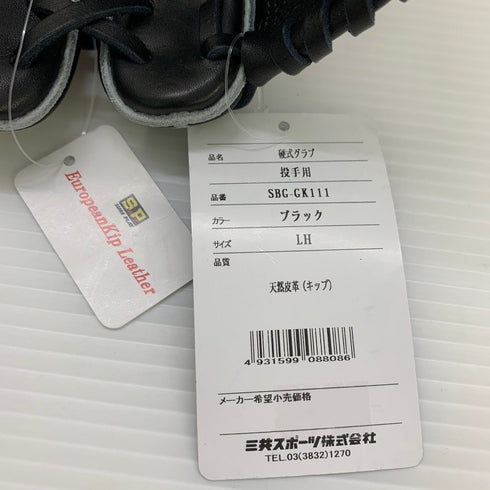 SP
EuropeanKip Leather
品名 硬式グラブ
投手用
品番 SBG-GK111
カラー ブラック
サイズ LH
品質
天然皮革(キップ)
4 931599 088086
メーカー希望小売価格
三共スポーツ株式会社
TEL.03(3832)1270